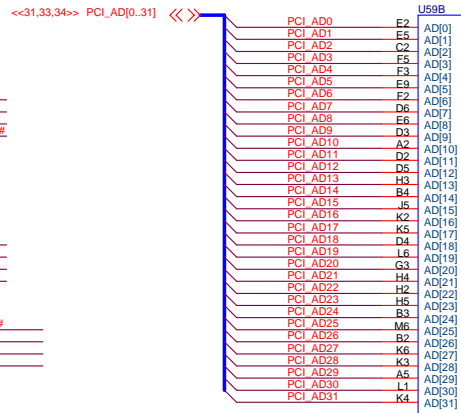 <<31,33,34>> PCI_AD[0..31]
U59B
PCI_AD0 E2 AD[0]
PCI_AD1 E5 AD[1]
PCI_AD2 C2 AD[2]
PCI_AD3 F5 AD[3]
PCI_AD4 F3 AD[4]
PCI_AD5 E9 AD[5]
PCI_AD6 F2 AD[6]
PCI_AD7 D6 AD[7]
PCI_AD8 E6 AD[8]
# PCI_AD9 D3 AD[9]
PCI_AD10 A2 AD[10]
PCI_AD11 D2 AD[11]
PCI_AD12 D5 AD[12]
PCI_AD13 H3 AD[13]
PCI_AD14 B4 AD[14]
PCI_AD15 J5 AD[15]
PCI_AD16 K2 AD[16]
PCI_AD17 K5 AD[17]
PCI_AD18 D4 AD[18]
PCI_AD19 L6 AD[19]
PCI_AD20 G3 AD[20]
PCI_AD21 H4 AD[21]
PCI_AD22 H2 AD[22]
PCI_AD23 H5 AD[23]
PCI_AD24 B3 AD[24]
# PCI_AD25 M6 AD[25]
PCI_AD26 B2 AD[26]
PCI_AD27 K6 AD[27]
PCI_AD28 K3 AD[28]
PCI_AD29 A5 AD[29]
PCI_AD30 L1 AD[30]
PCI_AD31 K4 AD[31]